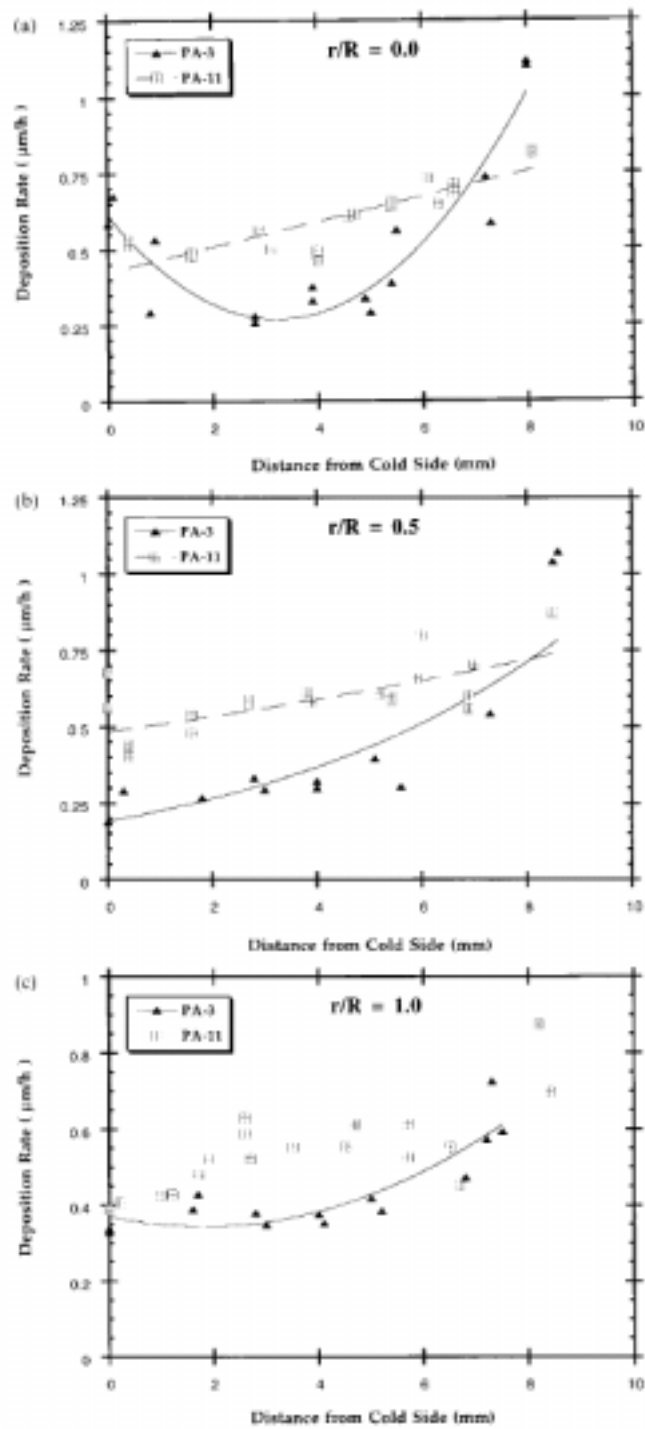 (a)
1.25
1
0.75
0.5
0.25
0
Deposition Rate ( μm/h )
PA-3
PA-11
r/R = 0.0
0 2 4 6 8 10
Distance from Cold Side (mm)
(b)
1.25
1
0.75
0.5
0.25
0
Deposition Rate ( μm/h )
PA-3
PA-11
r/R = 0.5
0 2 4 6 8 10
Distance from Cold Side (mm)
(c)
1
0.8
0.6
0.4
0.2
0
Deposition Rate ( μm/h )
PA-3
PA-11
r/R = 1.0
0 2 4 6 8 10
Distance from Cold Side (mm)